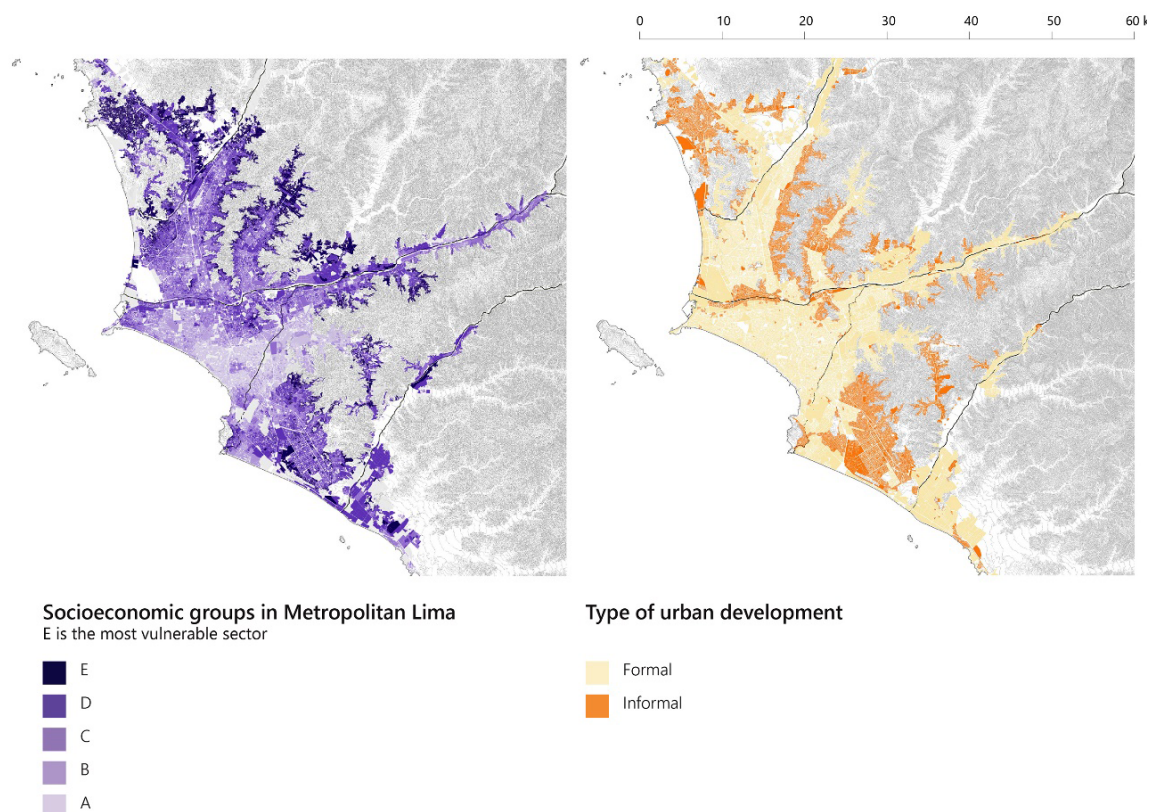 0 10 20 30 40 50 60 k
Socioeconomic groups in Metropolitan Lima
E is the most vulnerable sector
E
D
C
B
A
Type of urban development
Formal
Informal